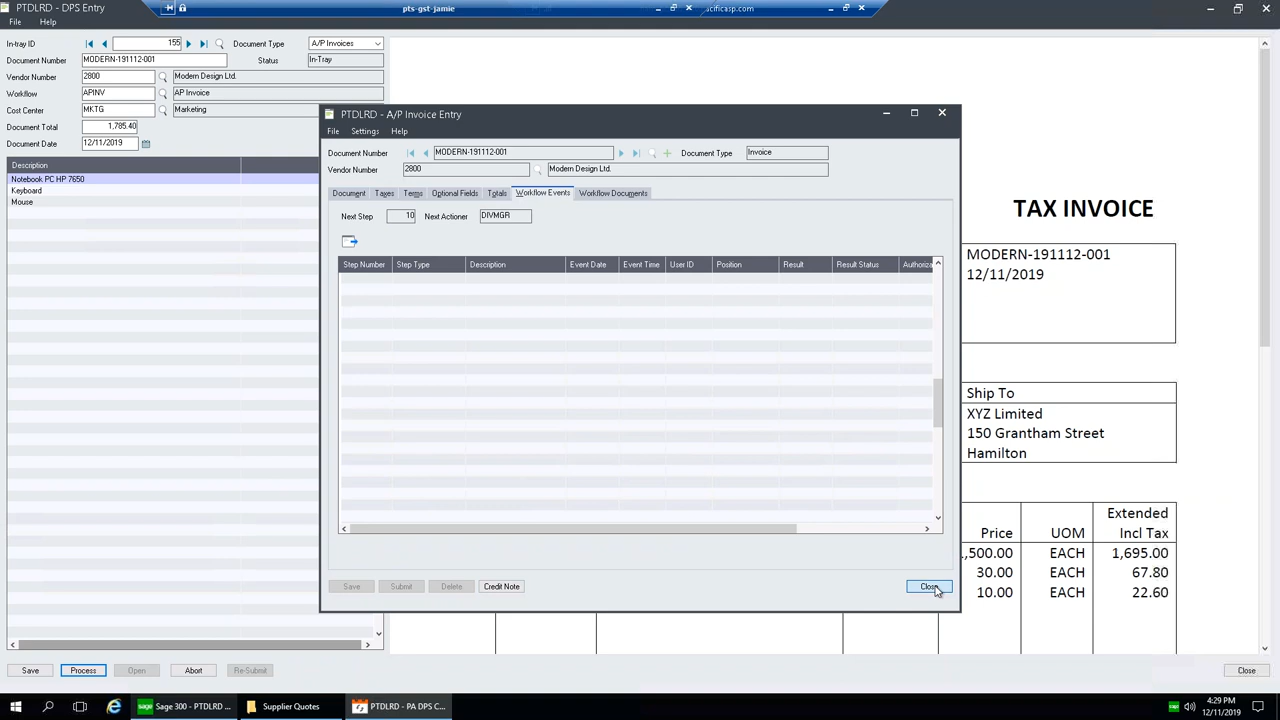 PTDLRD - DPS Entry
pts-gst-jamie
acificasp.com
File Help
In-tray ID 155 Document Type A/P Invoices
Document Number MODERN-191112-001 Status In-Tray
Vendor Number 2800 Modern Design Ltd.
Workflow APINV AP Invoice
Cost Center MKTG Marketing
Document Total 1,785.40
Document Date 12/11/2019
Description
Notebook PC HP 7650
Keyboard
Mouse
PTDLRD - A/P Invoice Entry
File Settings Help
Document Number MODERN-191112-001 Document Type Invoice
Vendor Number 2800 Modern Design Ltd.
Document Taxes Terms Optional Fields Totals Workflow Events Workflow Documents
Next Step 10 Next Actioner DIVMGR
Step Number Step Type Description Event Date Event Time User ID Position Result Result Status Authoriza
Save Submit Delete Credit Note Close
TAX INVOICE
MODERN-191112-001
12/11/2019
Ship To
XYZ Limited
150 Grantham Street
Hamilton
Extended
Price UOM Incl Tax
,500.00 EACH 1,695.00
30.00 EACH 67.80
10.00 EACH 22.60
Save Process Open Abort Re-Submit Close
sage Sage 300 - PTDLRD ... Supplier Quotes PTDLRD - PA DPS C...
sage
4:29 PM
12/11/2019